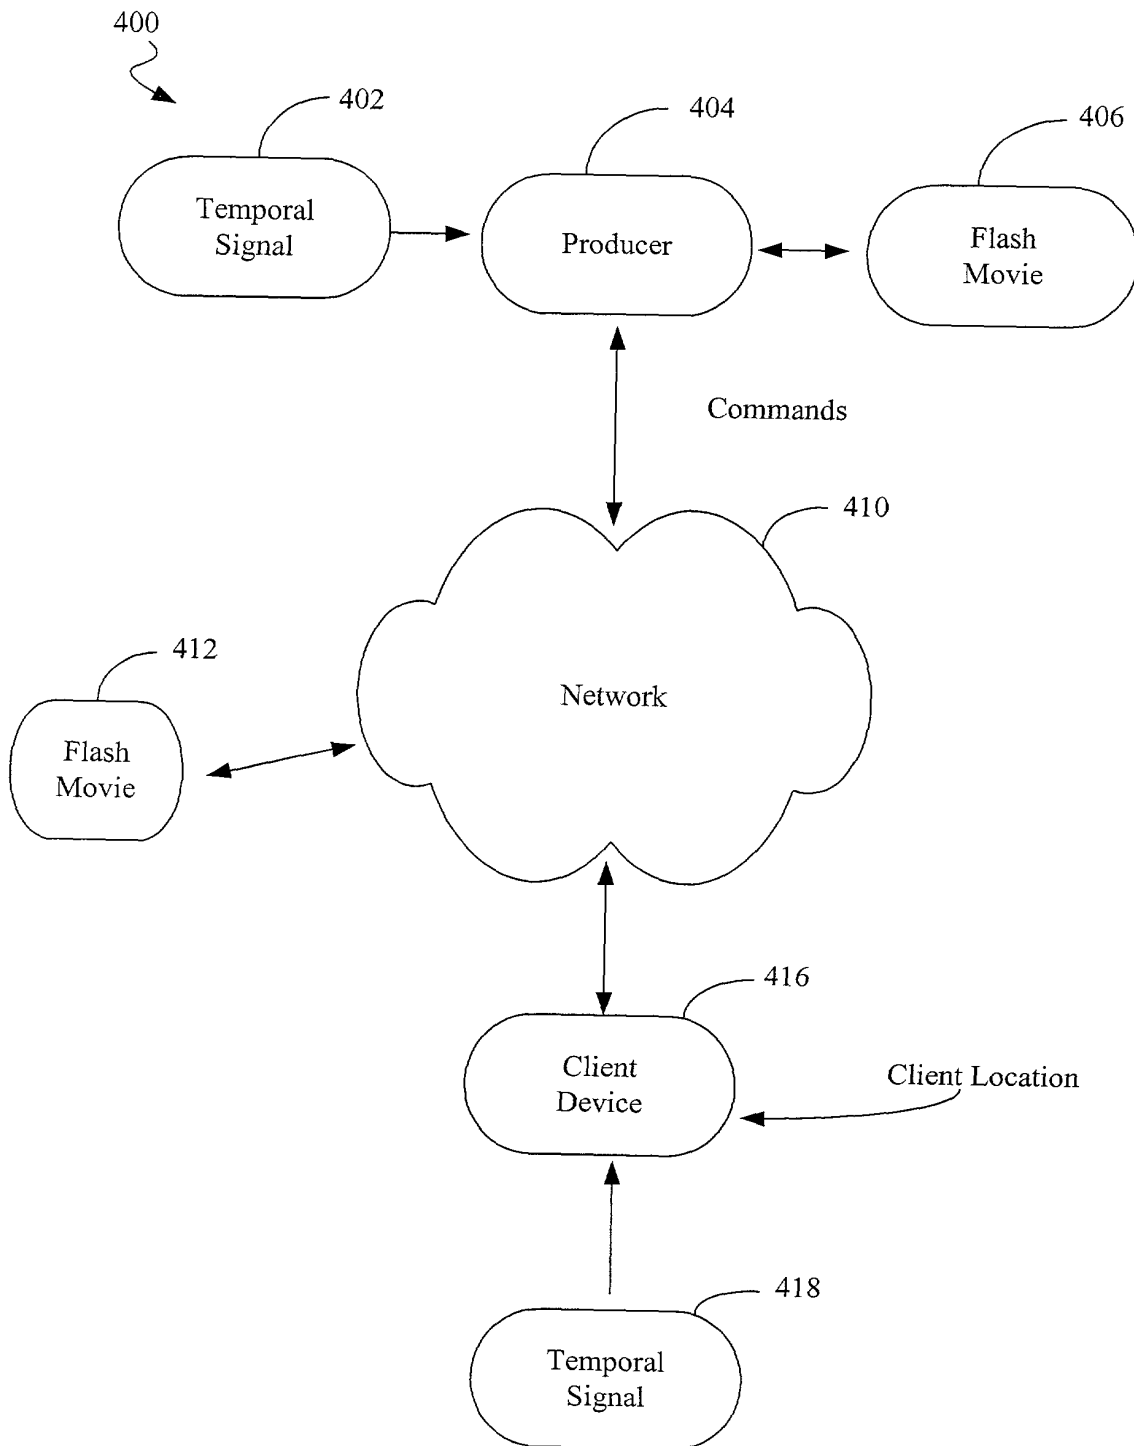 400
402
404
406
Temporal
Signal
Producer
Flash
Movie
Commands
410
412
Network
Flash
Movie
416
Client
Device
Client Location
418
Temporal
Signal